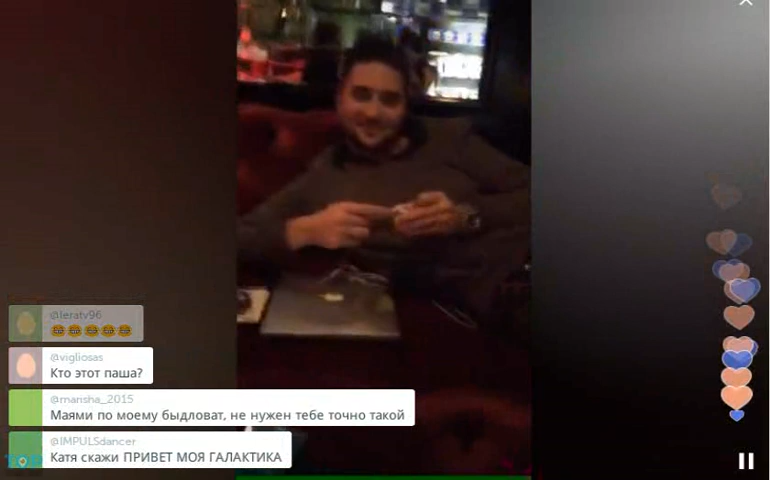 @leratv96
@vigliosas
Кто этот паша?
@marisha_2015
Маями по моему быдловат, не нужен тебе точно такой
@IMPULSdancer
Катя скажи ПРИВЕТ МОЯ ГАЛАКТИКА